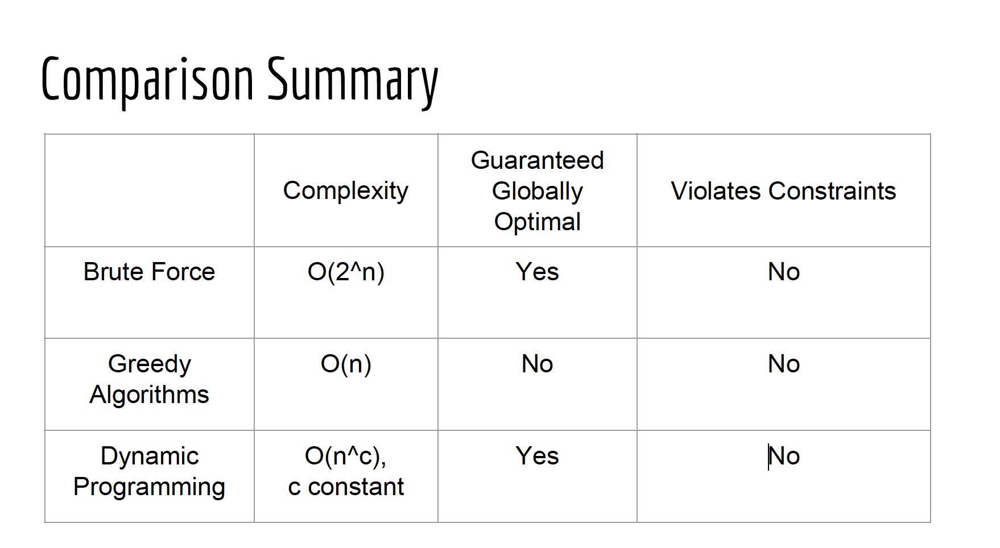 Comparison Summary
Complexity
Guaranteed
Globally
Optimal
Violates Constraints
Brute Force
O(2^n)
Yes
No
Greedy
Algorithms
O(n)
No
No
Dynamic
Programming
O(n^c),
c constant
Yes
No